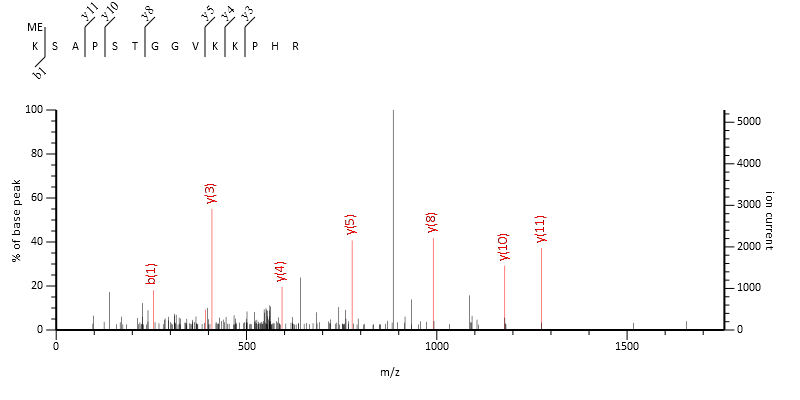 y11 y10 y8 y5 y4 y3
ME
K S A P S T G G V K K P H R
b1
100
80
60
40
20
0
% of base peak
5000
4000
3000
2000
1000
0
ion current
b(1) y(3) y(4) y(5) y(8) y(10) y(11)
0 500 1000 1500
m/z